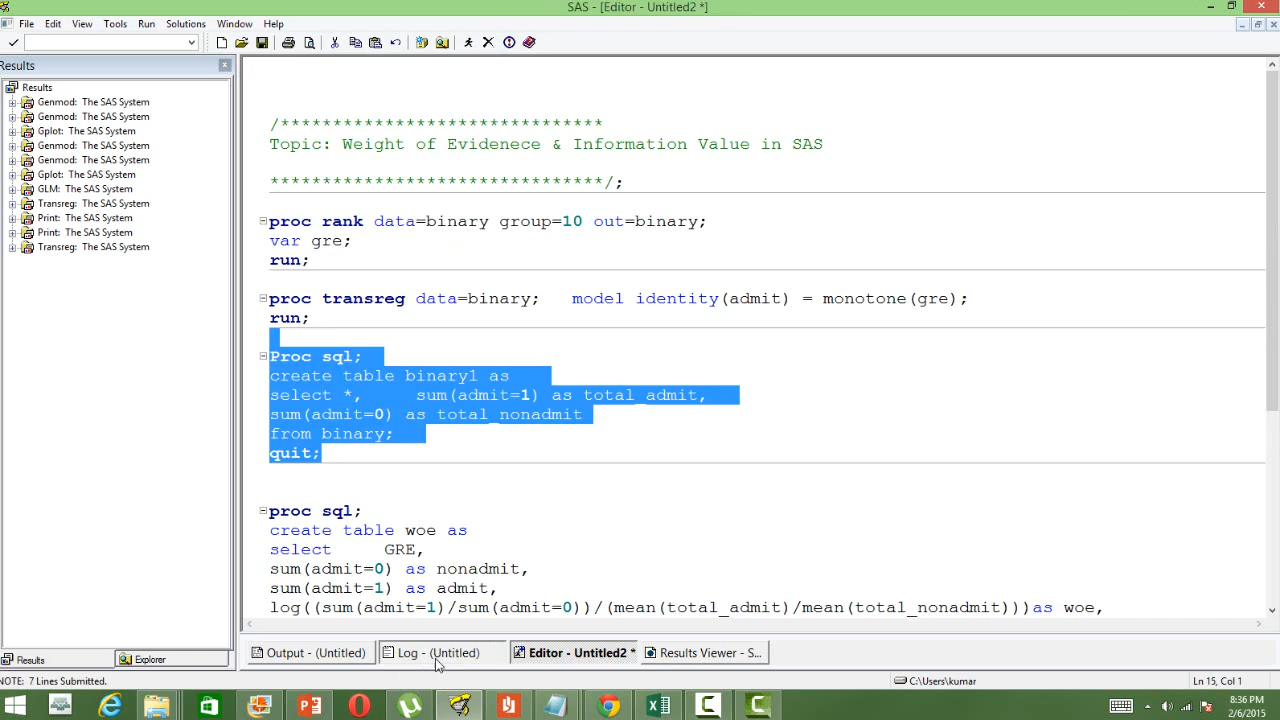 SAS - [Editor - Untitled2 *]
File Edit View Tools Run Solutions Window Help
Results
Results
Genmod: The SAS System
Genmod: The SAS System
Gplot: The SAS System
Genmod: The SAS System
Genmod: The SAS System
Gplot: The SAS System
GLM: The SAS System
Transreg: The SAS System
Print: The SAS System
Print: The SAS System
Transreg: The SAS System
/*******************************
Topic: Weight of Evidenece & Information Value in SAS
********************************/;
proc rank data=binary group=10 out=binary;
var gre;
run;
proc transreg data=binary; model identity(admit) = monotone(gre);
run;
Proc sql;
create table binary1 as
select *, sum(admit=1) as total_admit,
sum(admit=0) as total_nonadmit
from binary;
quit;
proc sql;
create table woe as
select GRE,
sum(admit=0) as nonadmit,
sum(admit=1) as admit,
log((sum(admit=1)/sum(admit=0))/(mean(total_admit)/mean(total_nonadmit)))as woe,
Results Explorer
Output - (Untitled) Log - (Untitled) Editor - Untitled2 * Results Viewer - S...
NOTE: 7 Lines Submitted. C:\Users\kumar Ln 15, Col 1
8:36 PM
2/6/2015